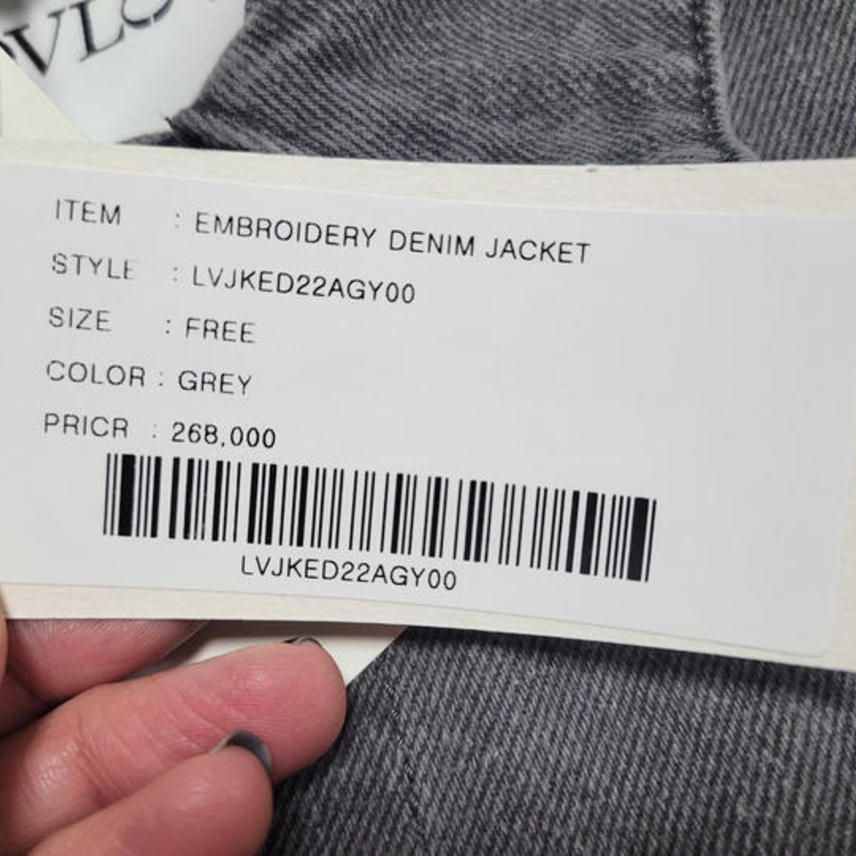 ITEM : EMBROIDERY DENIM JACKET
STYLE : LVJKED22AGY00
SIZE : FREE
COLOR : GREY
PRICR : 268,000
LVJKED22AGY00